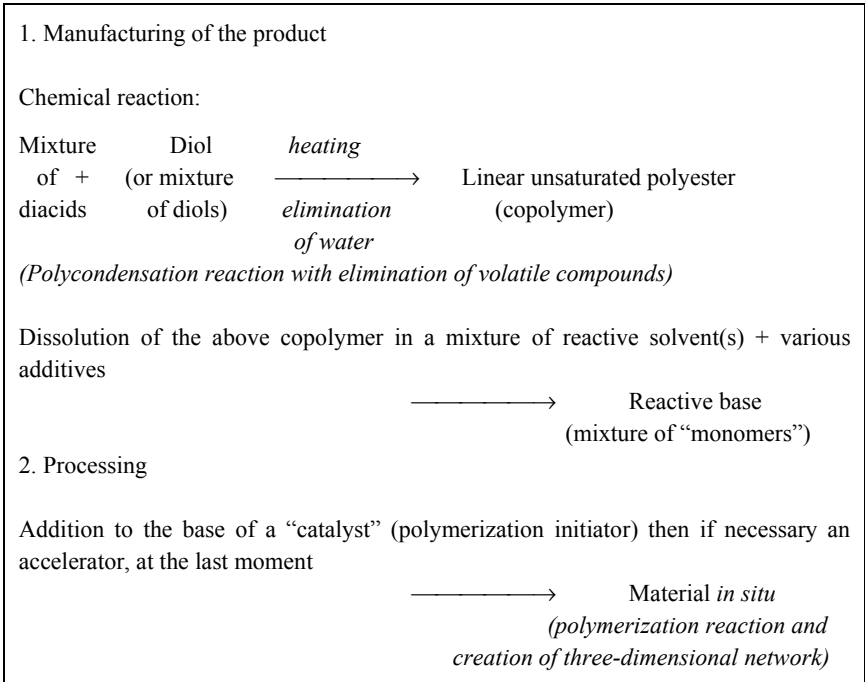 1. Manufacturing of the product
Chemical reaction:
Mixture Diol heating
of + (or mixture ⟶ Linear unsaturated polyester
diacids of diols) elimination (copolymer)
of water
(Polycondensation reaction with elimination of volatile compounds)
Dissolution of the above copolymer in a mixture of reactive solvent(s) + various
additives
⟶ Reactive base
(mixture of “monomers”)
2. Processing
Addition to the base of a “catalyst” (polymerization initiator) then if necessary an
accelerator, at the last moment
⟶ Material in situ
(polymerization reaction and
creation of three-dimensional network)